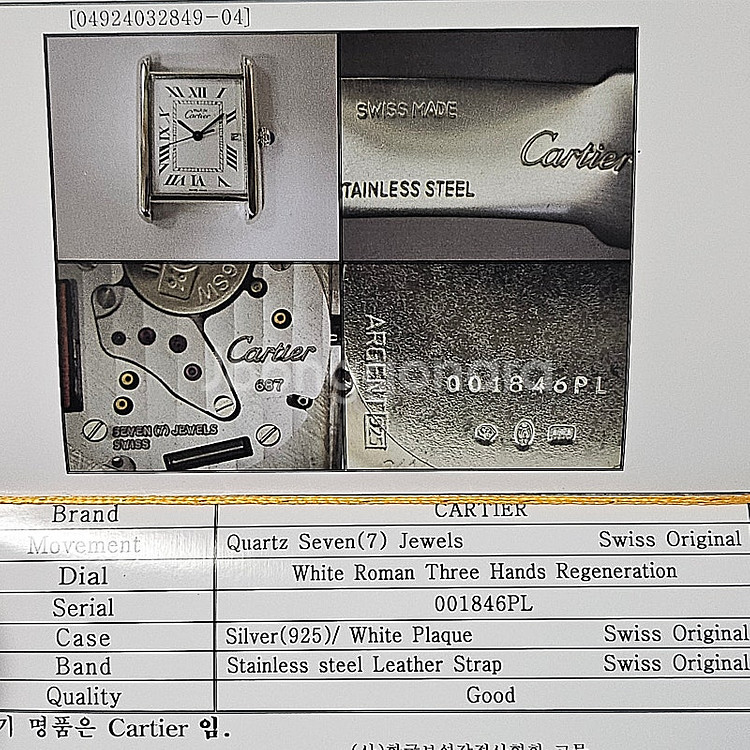 [04924032849-04]
Cartier
SWISS MADE
Cartier
TAINLESS STEEL
Cartier
687
SEVEN (7) JEWELS
SWISS
ARGENT 925
001846PL
Brand CARTIER
Movement Quartz Seven(7) Jewels Swiss Original
Dial White Roman Three Hands Regeneration
Serial 001846PL
Case Silver(925)/ White Plaque Swiss Original
Band Stainless steel Leather Strap Swiss Original
Quality Good
기 명품은 Cartier 임.